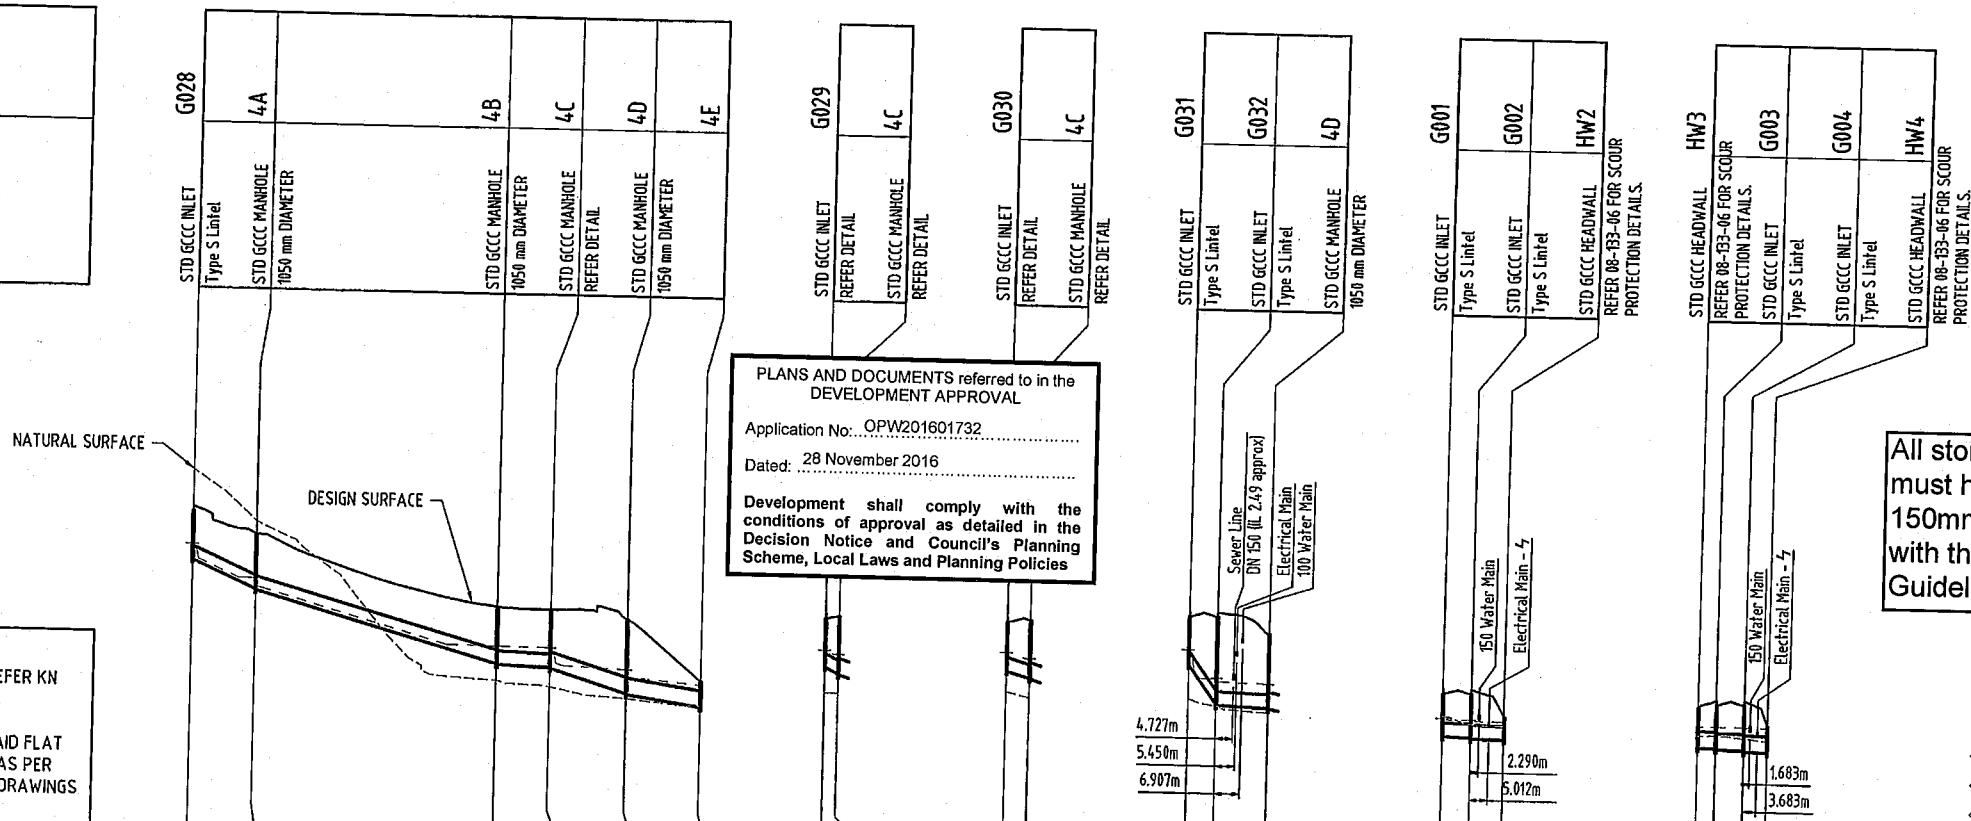 G028
4A
4B
4C
4D
4E
STD GCCC INLET
Type S Lintel
STD GCCC MANHOLE
1050 mm DIAMETER
STD GCCC MANHOLE
1050 mm DIAMETER
STD GCCC MANHOLE
REFER DETAIL
STD GCCC MANHOLE
1050 mm DIAMETER
NATURAL SURFACE
DESIGN SURFACE
G029
4C
STD GCCC INLET
REFER DETAIL
STD GCCC MANHOLE
REFER DETAIL
G030
4C
STD GCCC INLET
REFER DETAIL
STD GCCC MANHOLE
REFER DETAIL
PLANS AND DOCUMENTS referred to in the
DEVELOPMENT APPROVAL
Application No: OPW201601732
Dated: 28 November 2016
Development shall comply with the
conditions of approval as detailed in the
Decision Notice and Council's Planning
Scheme, Local Laws and Planning Policies
G031
G032
4D
STD GCCC INLET
Type S Lintel
STD GCCC INLET
Type S Lintel
STD GCCC MANHOLE
1050 mm DIAMETER
Sewer Line
DN 150 (IL 2.49 approx)
Electrical Main
100 Water Main
4.727m
5.450m
6.907m
G001
G002
HW2
STD GCCC INLET
Type S Lintel
STD GCCC INLET
Type S Lintel
STD GCCC HEADWALL
REFER 08-133-06 FOR SCOUR
PROTECTION DETAILS.
150 Water Main
Electrical Main -
2.290m
5.012m
HW3
G003
G004
HW4
STD GCCC HEADWALL
REFER 08-133-06 FOR SCOUR
PROTECTION DETAILS.
STD GCCC INLET
Type S Lintel
STD GCCC INLET
Type S Lintel
STD GCCC HEADWALL
REFER 08-133-06 FOR SCOUR
PROTECTION DETAILS.
150 Water Main
Electrical Main -
1.683m
3.683m
All sto
must h
150mm
with th
Guidel
EFER KN
AID FLAT
AS PER
DRAWINGS